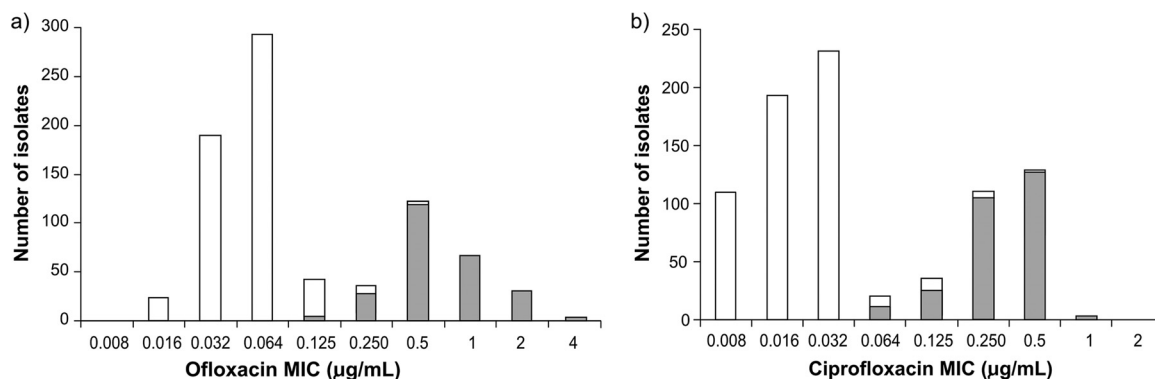 a)
Number of isolates
300
250
200
150
100
50
0
0.008 0.016 0.032 0.064 0.125 0.250 0.5 1 2 4
Ofloxacin MIC (µg/mL)
b)
Number of isolates
250
200
150
100
50
0
0.008 0.016 0.032 0.064 0.125 0.250 0.5 1 2
Ciprofloxacin MIC (µg/mL)